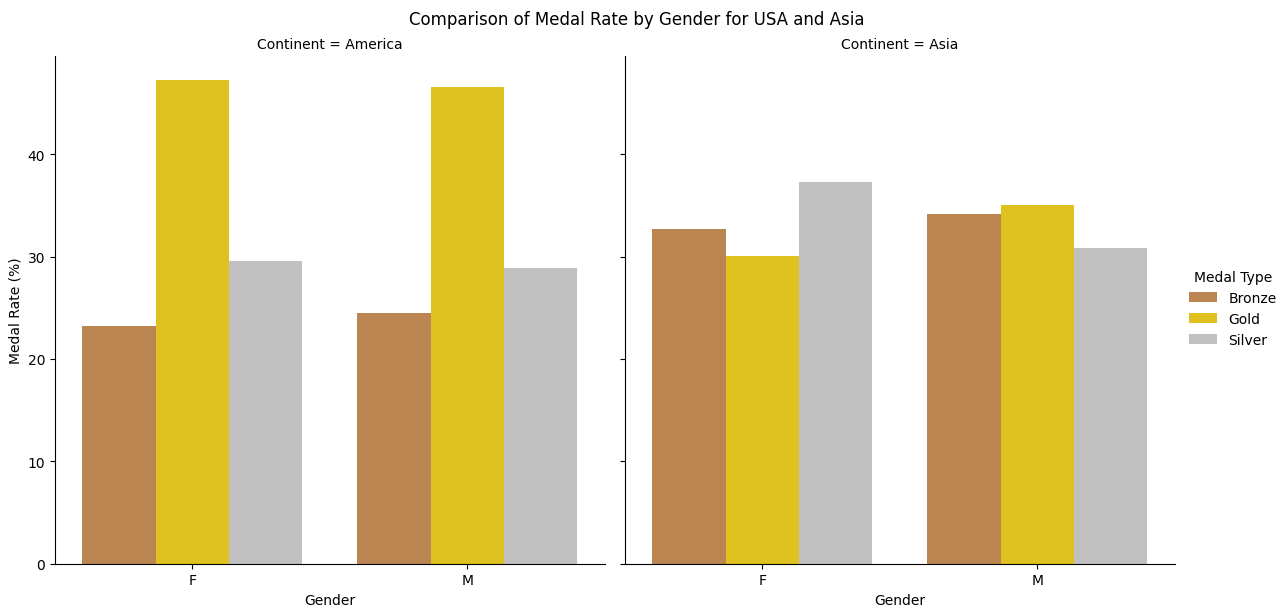 Comparison of Medal Rate by Gender for USA and Asia
Continent = America
Continent = Asia
Medal Rate (%)
40
30
20
10
0
F
M
F
M
Gender
Gender
Medal Type
Bronze
Gold
Silver